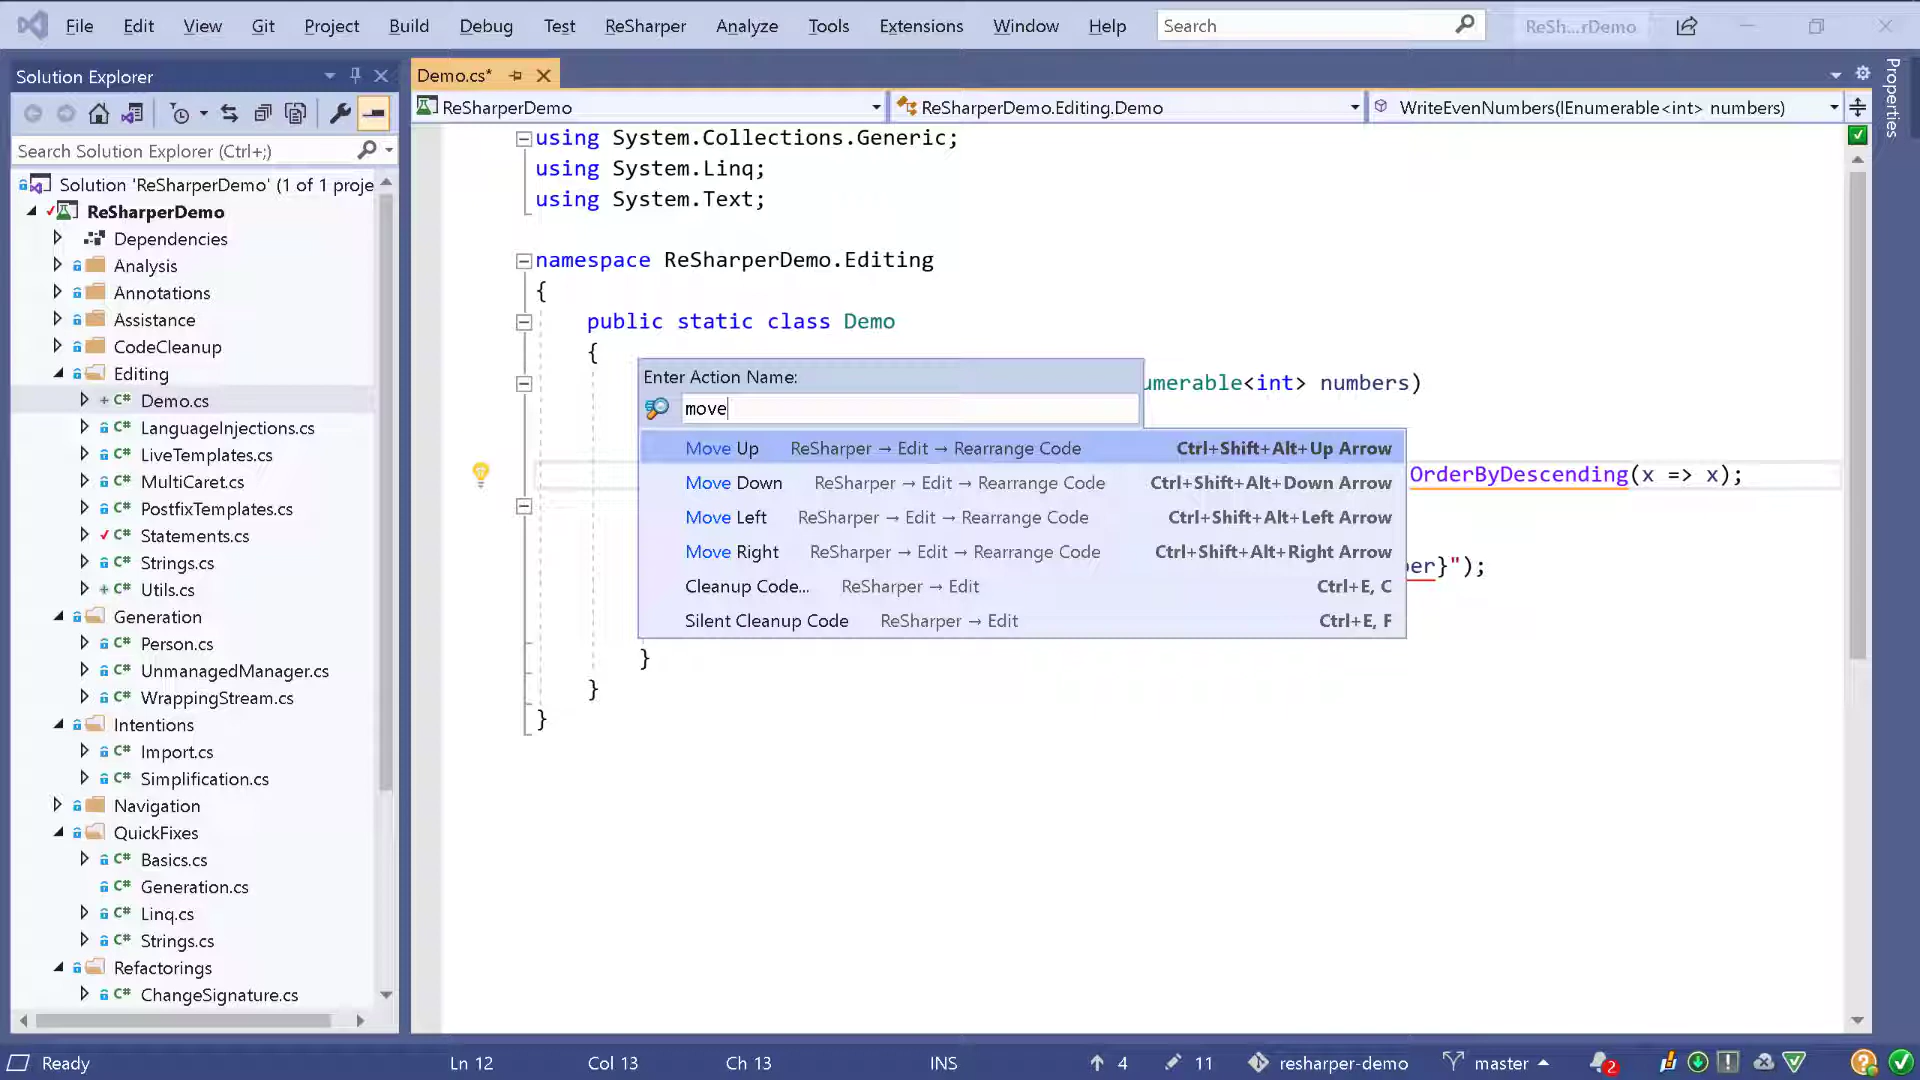 File Edit View Git Project Build Debug Test ReSharper Analyze Tools Extensions Window Help Search ReSh...rDemo
Solution Explorer
Search Solution Explorer (Ctrl+;)
Solution 'ReSharperDemo' (1 of 1 proje
ReSharperDemo
Dependencies
Analysis
Annotations
Assistance
CodeCleanup
Editing
C# Demo.cs
C# LanguageInjections.cs
C# LiveTemplates.cs
C# MultiCaret.cs
C# PostfixTemplates.cs
C# Statements.cs
C# Strings.cs
C# Utils.cs
Generation
C# Person.cs
C# UnmanagedManager.cs
C# WrappingStream.cs
Intentions
C# Import.cs
C# Simplification.cs
Navigation
QuickFixes
C# Basics.cs
C# Generation.cs
C# Linq.cs
C# Strings.cs
Refactorings
C# ChangeSignature.cs
Demo.cs*
ReSharperDemo ReSharperDemo.Editing.Demo WriteEvenNumbers(IEnumerable<int> numbers)
using System.Collections.Generic;
using System.Linq;
using System.Text;
namespace ReSharperDemo.Editing
{
public static class Demo
{
umerable<int> numbers)
OrderByDescending(x => x);
er}");
}
}
}
Enter Action Name:
move
Move Up ReSharper → Edit → Rearrange Code Ctrl+Shift+Alt+Up Arrow
Move Down ReSharper → Edit → Rearrange Code Ctrl+Shift+Alt+Down Arrow
Move Left ReSharper → Edit → Rearrange Code Ctrl+Shift+Alt+Left Arrow
Move Right ReSharper → Edit → Rearrange Code Ctrl+Shift+Alt+Right Arrow
Cleanup Code... ReSharper → Edit Ctrl+E, C
Silent Cleanup Code ReSharper → Edit Ctrl+E, F
Properties
Ready Ln 12 Col 13 Ch 13 INS 4 11 resharper-demo master 2